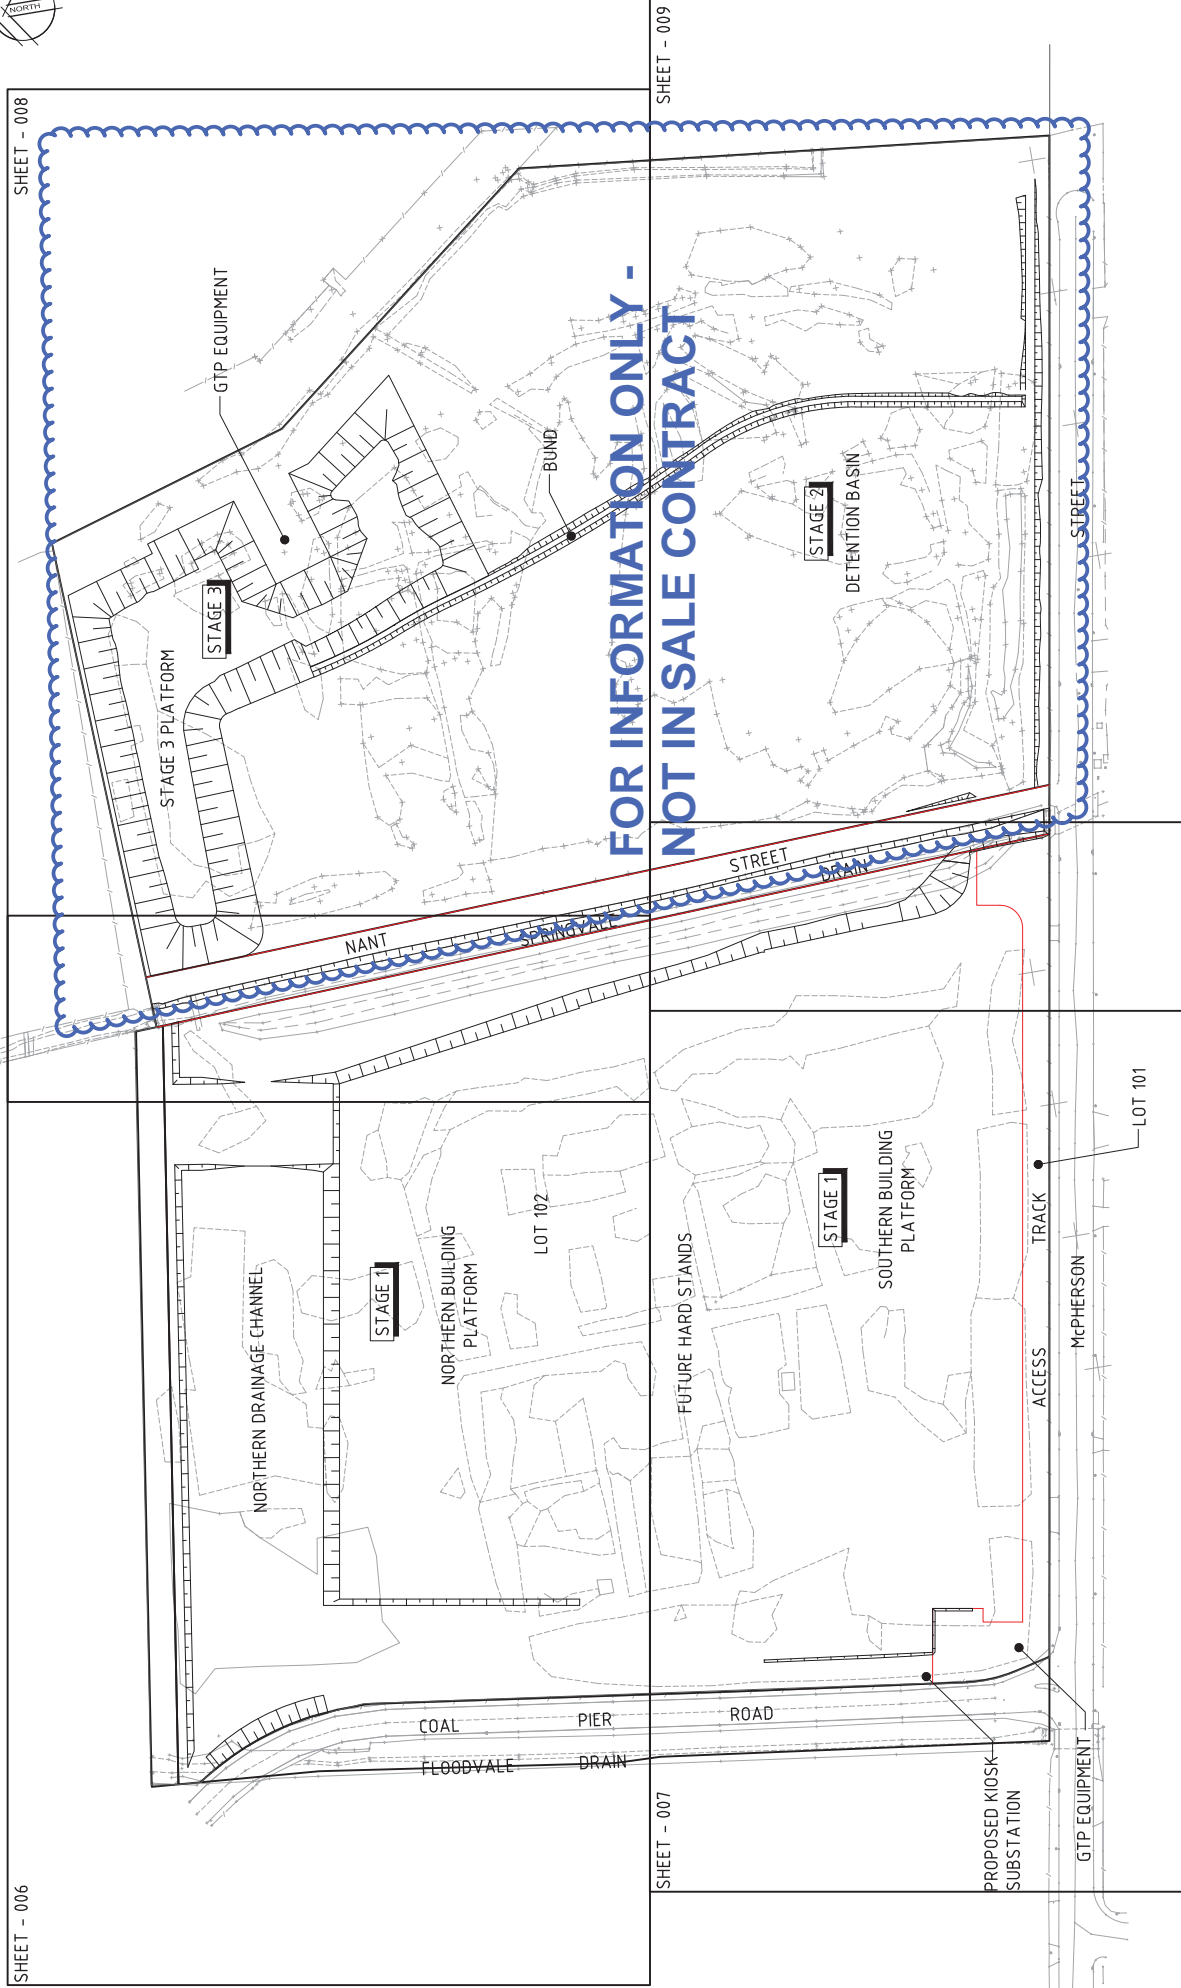 NORTH
SHEET - 008
SHEET - 009
GTP EQUIPMENT
BUND
STAGE 3
STAGE 3 PLATFORM
FOR INFORMATION ONLY -
NOT IN SALE CONTRACT
STAGE 2
DETENTION BASIN
STREET
NANT
STREET
SPRINGVALE
DRAIN
LOT 101
NORTHERN DRAINAGE CHANNEL
STAGE 1
NORTHERN BUILDING
PLATFORM
LOT 102
FUTURE HARD STANDS
STAGE 1
SOUTHERN BUILDING
PLATFORM
ACCESS
TRACK
McPHERSON
COAL
PIER
ROAD
FLOODVALE
DRAIN
PROPOSED KIOSK
SUBSTATION
GTP EQUIPMENT
SHEET - 006
SHEET - 007